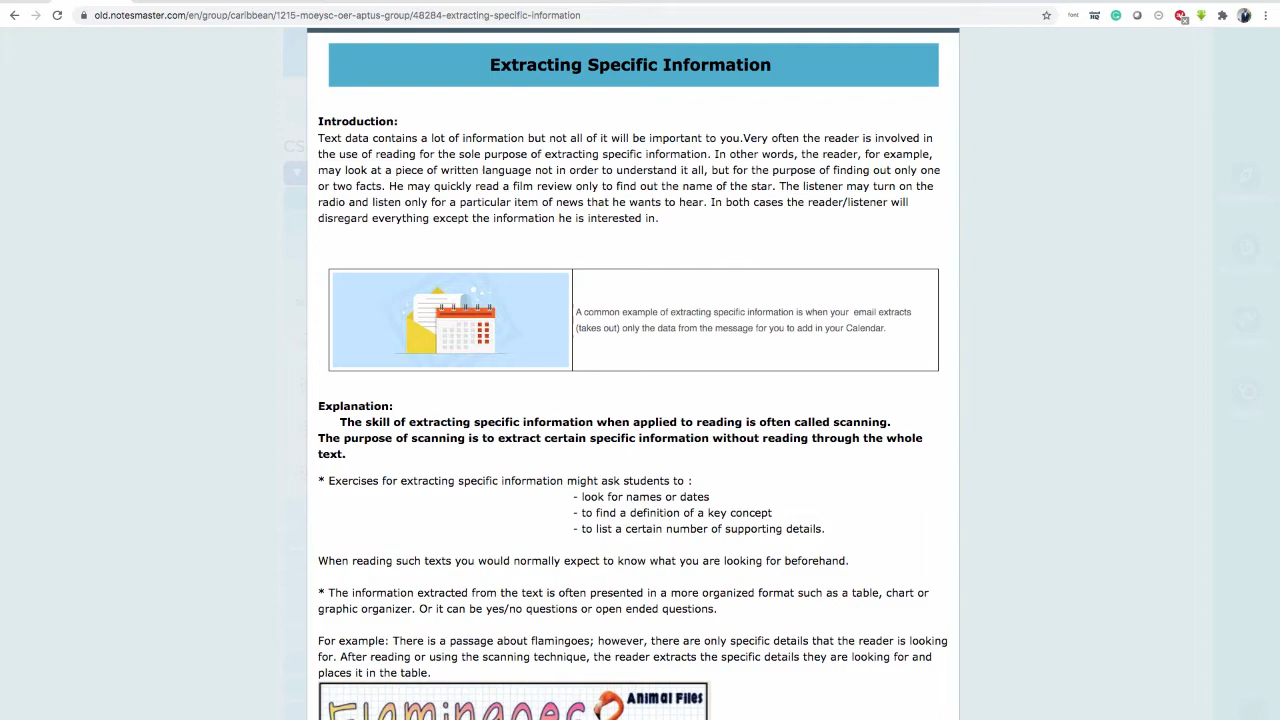 old.notesmaster.com/en/group/caribbean/1215-moeysc-oer-aptus-group/48284-extracting-specific-information
Extracting Specific Information
Introduction:
Text data contains a lot of information but not all of it will be important to you.Very often the reader is involved in
the use of reading for the sole purpose of extracting specific information. In other words, the reader, for example,
may look at a piece of written language not in order to understand it all, but for the purpose of finding out only one
or two facts. He may quickly read a film review only to find out the name of the star. The listener may turn on the
radio and listen only for a particular item of news that he wants to hear. In both cases the reader/listener will
disregard everything except the information he is interested in.
A common example of extracting specific information is when your email extracts
(takes out) only the data from the message for you to add in your Calendar.
Explanation:
The skill of extracting specific information when applied to reading is often called scanning.
The purpose of scanning is to extract certain specific information without reading through the whole
text.
* Exercises for extracting specific information might ask students to :
- look for names or dates
- to find a definition of a key concept
- to list a certain number of supporting details.
When reading such texts you would normally expect to know what you are looking for beforehand.
* The information extracted from the text is often presented in a more organized format such as a table, chart or
graphic organizer. Or it can be yes/no questions or open ended questions.
For example: There is a passage about flamingoes; however, there are only specific details that the reader is looking
for. After reading or using the scanning technique, the reader extracts the specific details they are looking for and
places it in the table.
Flamingoes
Animal Files